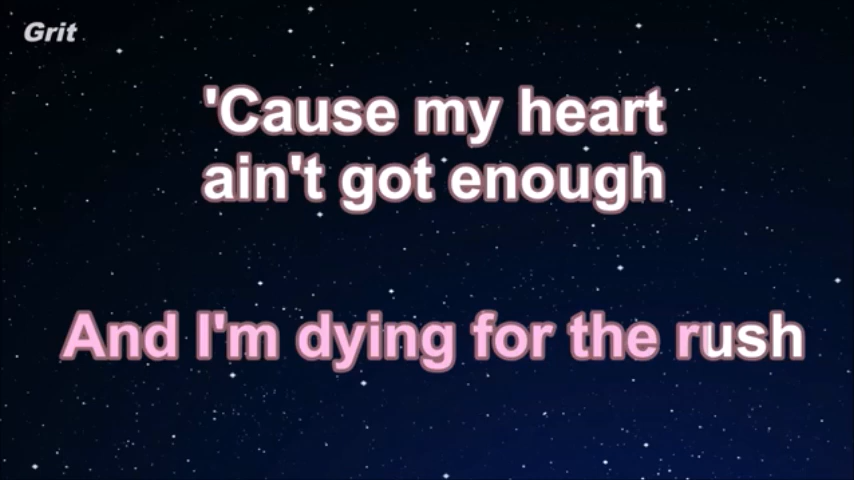 Grit
'Cause my heart
ain't got enough
And I'm dying for the rush